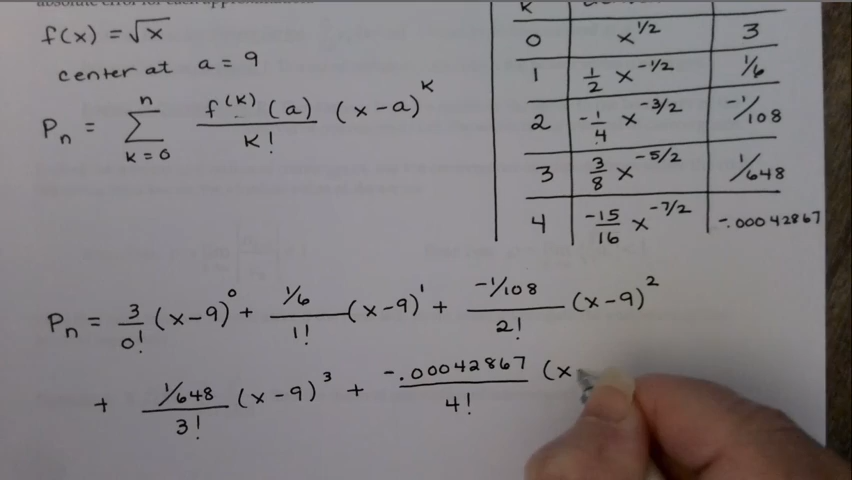 f(x) = √x
center at a = 9
Pₙ = Σ_{k=0}^{n} f^{(k)}(a) / k! (x-a)^k
K
0 | x^{1/2} | 3
1 | 1/2 x^{-1/2} | 1/6
2 | -1/4 x^{-3/2} | -1/108
3 | 3/8 x^{-5/2} | 1/648
4 | -15/16 x^{-7/2} | -.00042867
Pₙ = 3/0! (x-9)^0 + (1/6)/1! (x-9)^1 + (-1/108)/2! (x-9)^2
+ (1/648)/3! (x-9)^3 + -.00042867/4! (x